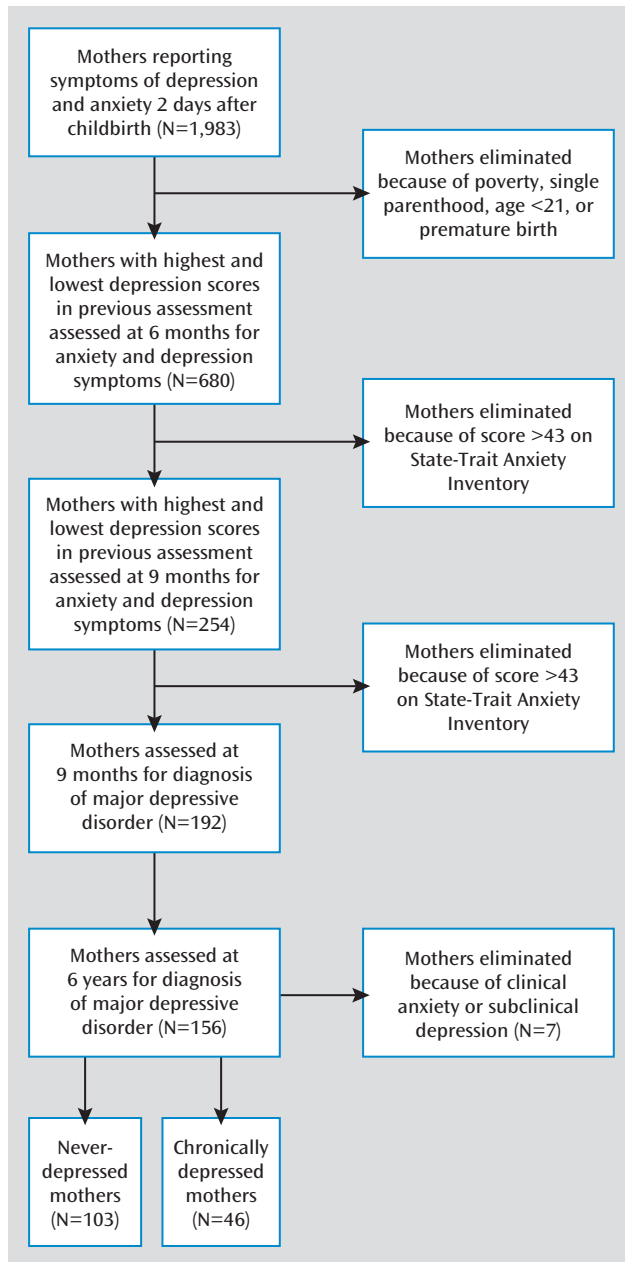 Mothers reporting
symptoms of depression
and anxiety 2 days after
childbirth (N=1,983)
Mothers eliminated
because of poverty, single
parenthood, age <21, or
premature birth
Mothers with highest and
lowest depression scores
in previous assessment
assessed at 6 months for
anxiety and depression
symptoms (N=680)
Mothers eliminated
because of score >43 on
State-Trait Anxiety
Inventory
Mothers with highest and
lowest depression scores
in previous assessment
assessed at 9 months for
anxiety and depression
symptoms (N=254)
Mothers eliminated
because of score >43
on State-Trait Anxiety
Inventory
Mothers assessed at
9 months for diagnosis
of major depressive
disorder (N=192)
Mothers assessed at
6 years for diagnosis
of major depressive
disorder (N=156)
Mothers eliminated
because of clinical
anxiety or subclinical
depression (N=7)
Never-
depressed
mothers
(N=103)
Chronically
depressed
mothers
(N=46)